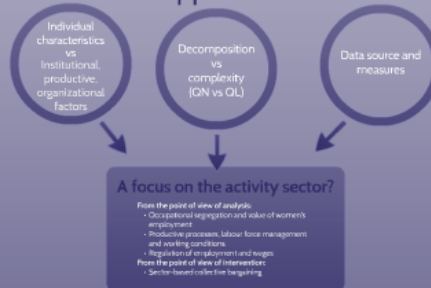 Individual
characteristics
vs
Institutional,
productive,
organizational
factors
Decomposition
vs
complexity
(QN vs QL)
Data source and
measures
A focus on the activity sector?
From the point of view of analysis:
• Occupational segregation and value of women's
employment
• Productive processes, labour force management
and working conditions
• Regulation of employment and wages
From the point of view of intervention:
• Sector-based collective bargaining